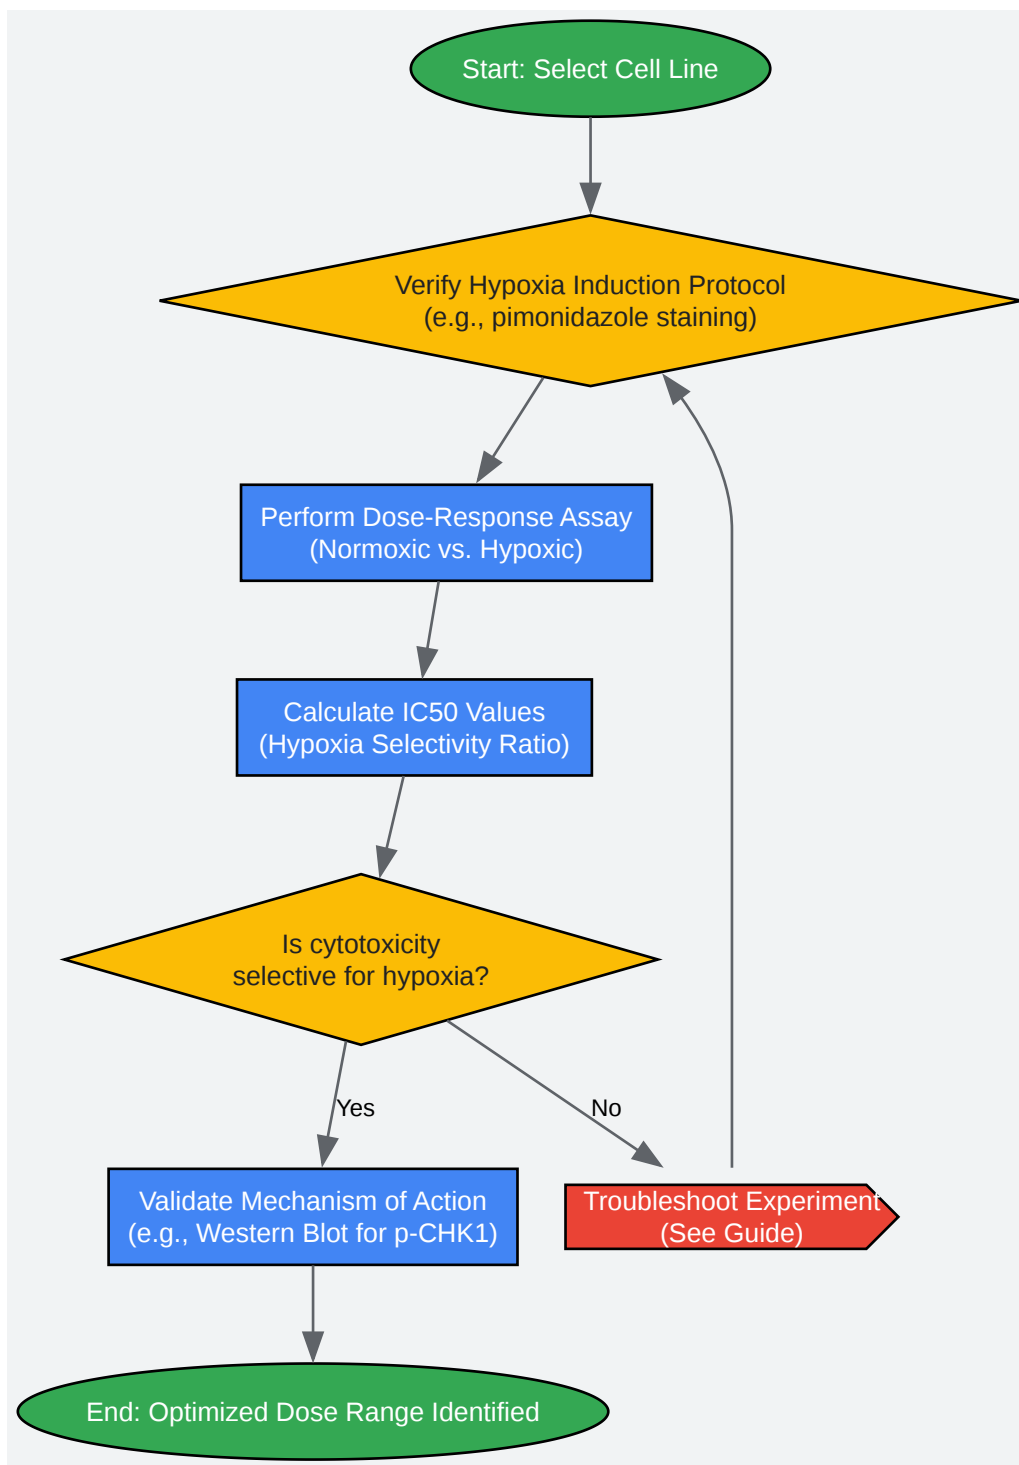 Start: Select Cell Line
Verify Hypoxia Induction Protocol
(e.g., pimonidazole staining)
Perform Dose-Response Assay
(Normoxic vs. Hypoxic)
Calculate IC50 Values
(Hypoxia Selectivity Ratio)
Is cytotoxicity
selective for hypoxia?
Yes
No
Validate Mechanism of Action
(e.g., Western Blot for p-CHK1)
Troubleshoot Experiment
(See Guide)
End: Optimized Dose Range Identified